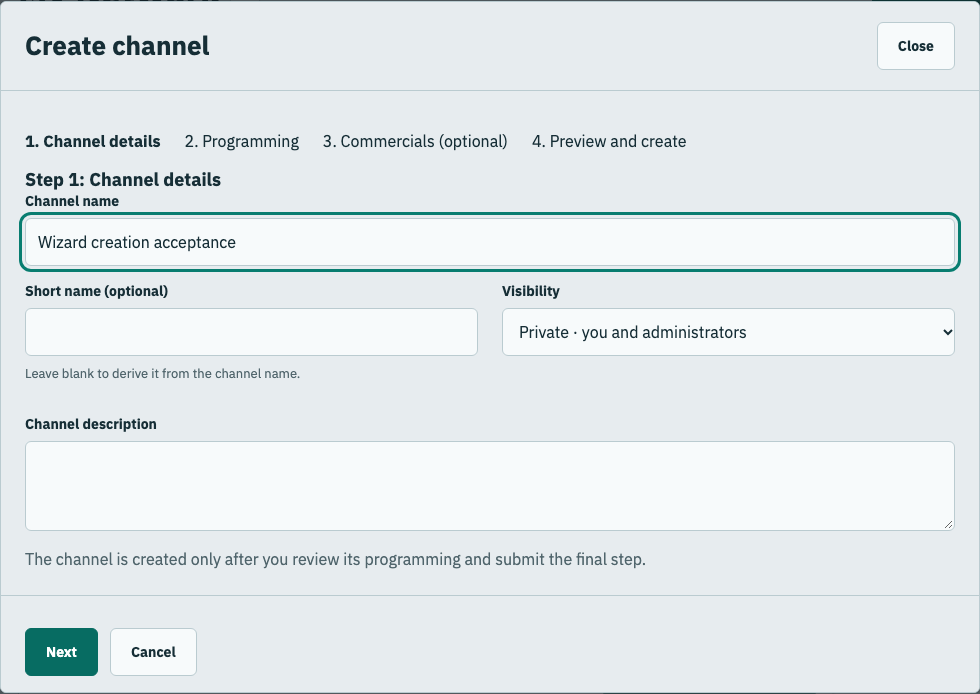 Create channel
Close
1. Channel details 2. Programming 3. Commercials (optional) 4. Preview and create
Step 1: Channel details
Channel name
Wizard creation acceptance
Short name (optional) Visibility
Private · you and administrators
Leave blank to derive it from the channel name.
Channel description
The channel is created only after you review its programming and submit the final step.
Next Cancel